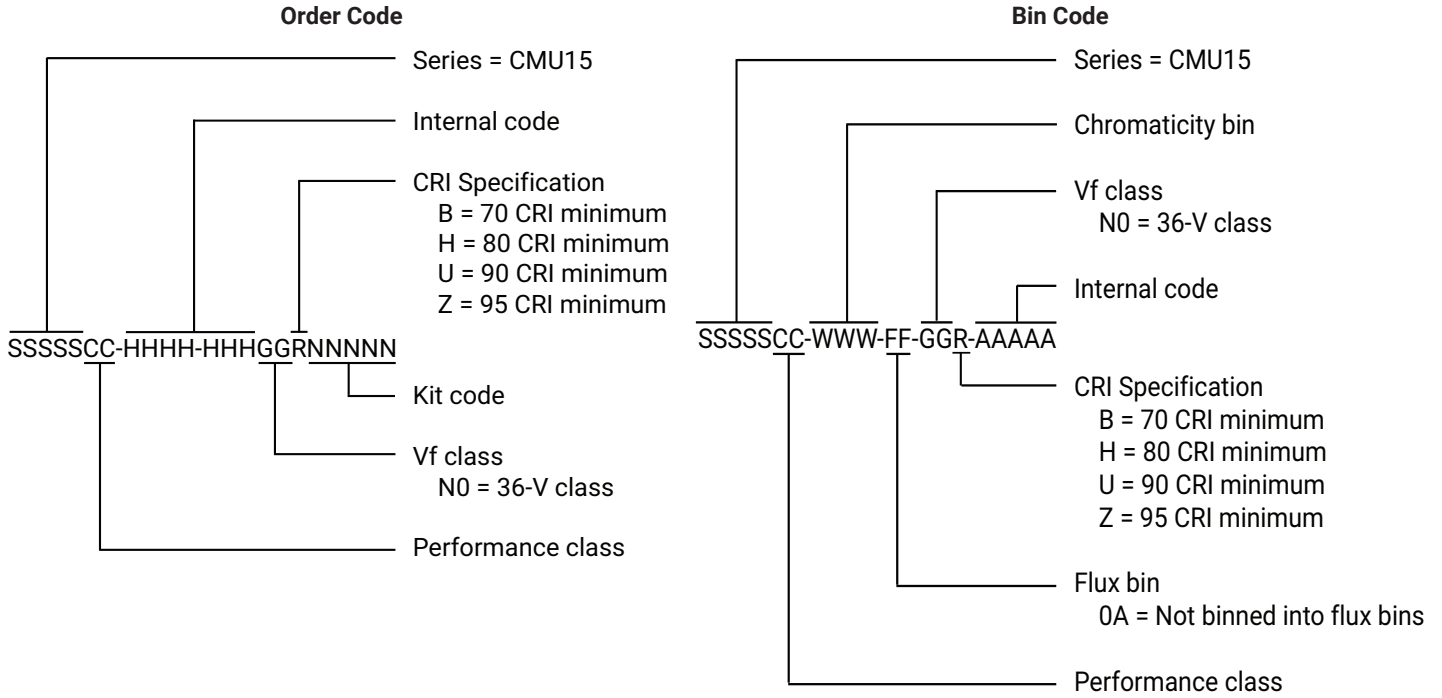 Order Code
Series = CMU15
Internal code
CRI Specification
B = 70 CRI minimum
H = 80 CRI minimum
U = 90 CRI minimum
Z = 95 CRI minimum
SSSSSCC-HHHH-HHHGGRNNNNN
Kit code
Vf class
N0 = 36-V class
Performance class
Bin Code
Series = CMU15
Chromaticity bin
Vf class
N0 = 36-V class
Internal code
SSSSSCC-WWW-FF-GGR-AAAAA
CRI Specification
B = 70 CRI minimum
H = 80 CRI minimum
U = 90 CRI minimum
Z = 95 CRI minimum
Flux bin
0A = Not binned into flux bins
Performance class